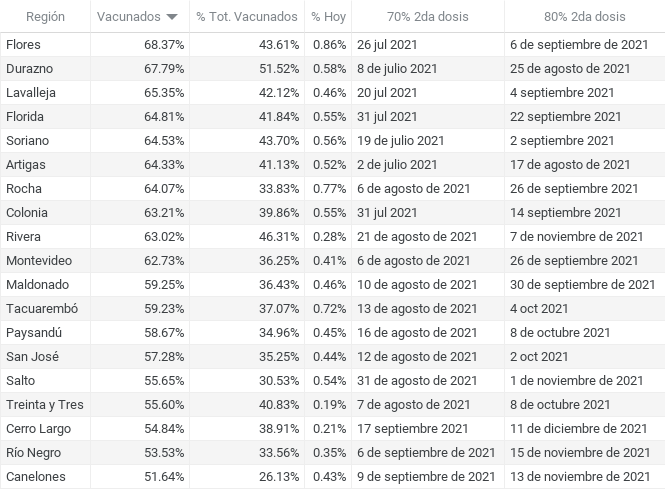 Región Vacunados % Tot. Vacunados % Hoy 70% 2da dosis 80% 2da dosis
Flores 68.37% 43.61% 0.86% 26 jul 2021 6 de septiembre de 2021
Durazno 67.79% 51.52% 0.58% 8 de julio 2021 25 de agosto de 2021
Lavalleja 65.35% 42.12% 0.46% 20 jul 2021 4 septiembre 2021
Florida 64.81% 41.84% 0.55% 31 jul 2021 22 septiembre 2021
Soriano 64.53% 43.70% 0.56% 19 de julio 2021 2 septiembre 2021
Artigas 64.33% 41.13% 0.52% 2 de julio 2021 17 de agosto de 2021
Rocha 64.07% 33.83% 0.77% 6 de agosto de 2021 26 de septiembre de 2021
Colonia 63.21% 39.86% 0.55% 31 jul 2021 14 septiembre 2021
Rivera 63.02% 46.31% 0.28% 21 de agosto de 2021 7 de noviembre de 2021
Montevideo 62.73% 36.25% 0.41% 6 de agosto de 2021 26 de septiembre de 2021
Maldonado 59.25% 36.43% 0.46% 10 de agosto de 2021 30 de septiembre de 2021
Tacuarembó 59.23% 37.07% 0.72% 13 de agosto de 2021 4 oct 2021
Paysandú 58.67% 34.96% 0.45% 16 de agosto de 2021 8 de octubre de 2021
San José 57.28% 35.25% 0.44% 12 de agosto de 2021 2 oct 2021
Salto 55.65% 30.53% 0.54% 31 de agosto de 2021 1 de noviembre de 2021
Treinta y Tres 55.60% 40.83% 0.19% 7 de agosto de 2021 8 de octubre de 2021
Cerro Largo 54.84% 38.91% 0.21% 17 septiembre 2021 11 de diciembre de 2021
Río Negro 53.53% 33.56% 0.35% 6 de septiembre de 2021 15 de noviembre de 2021
Canelones 51.64% 26.13% 0.43% 9 de septiembre de 2021 13 de noviembre de 2021